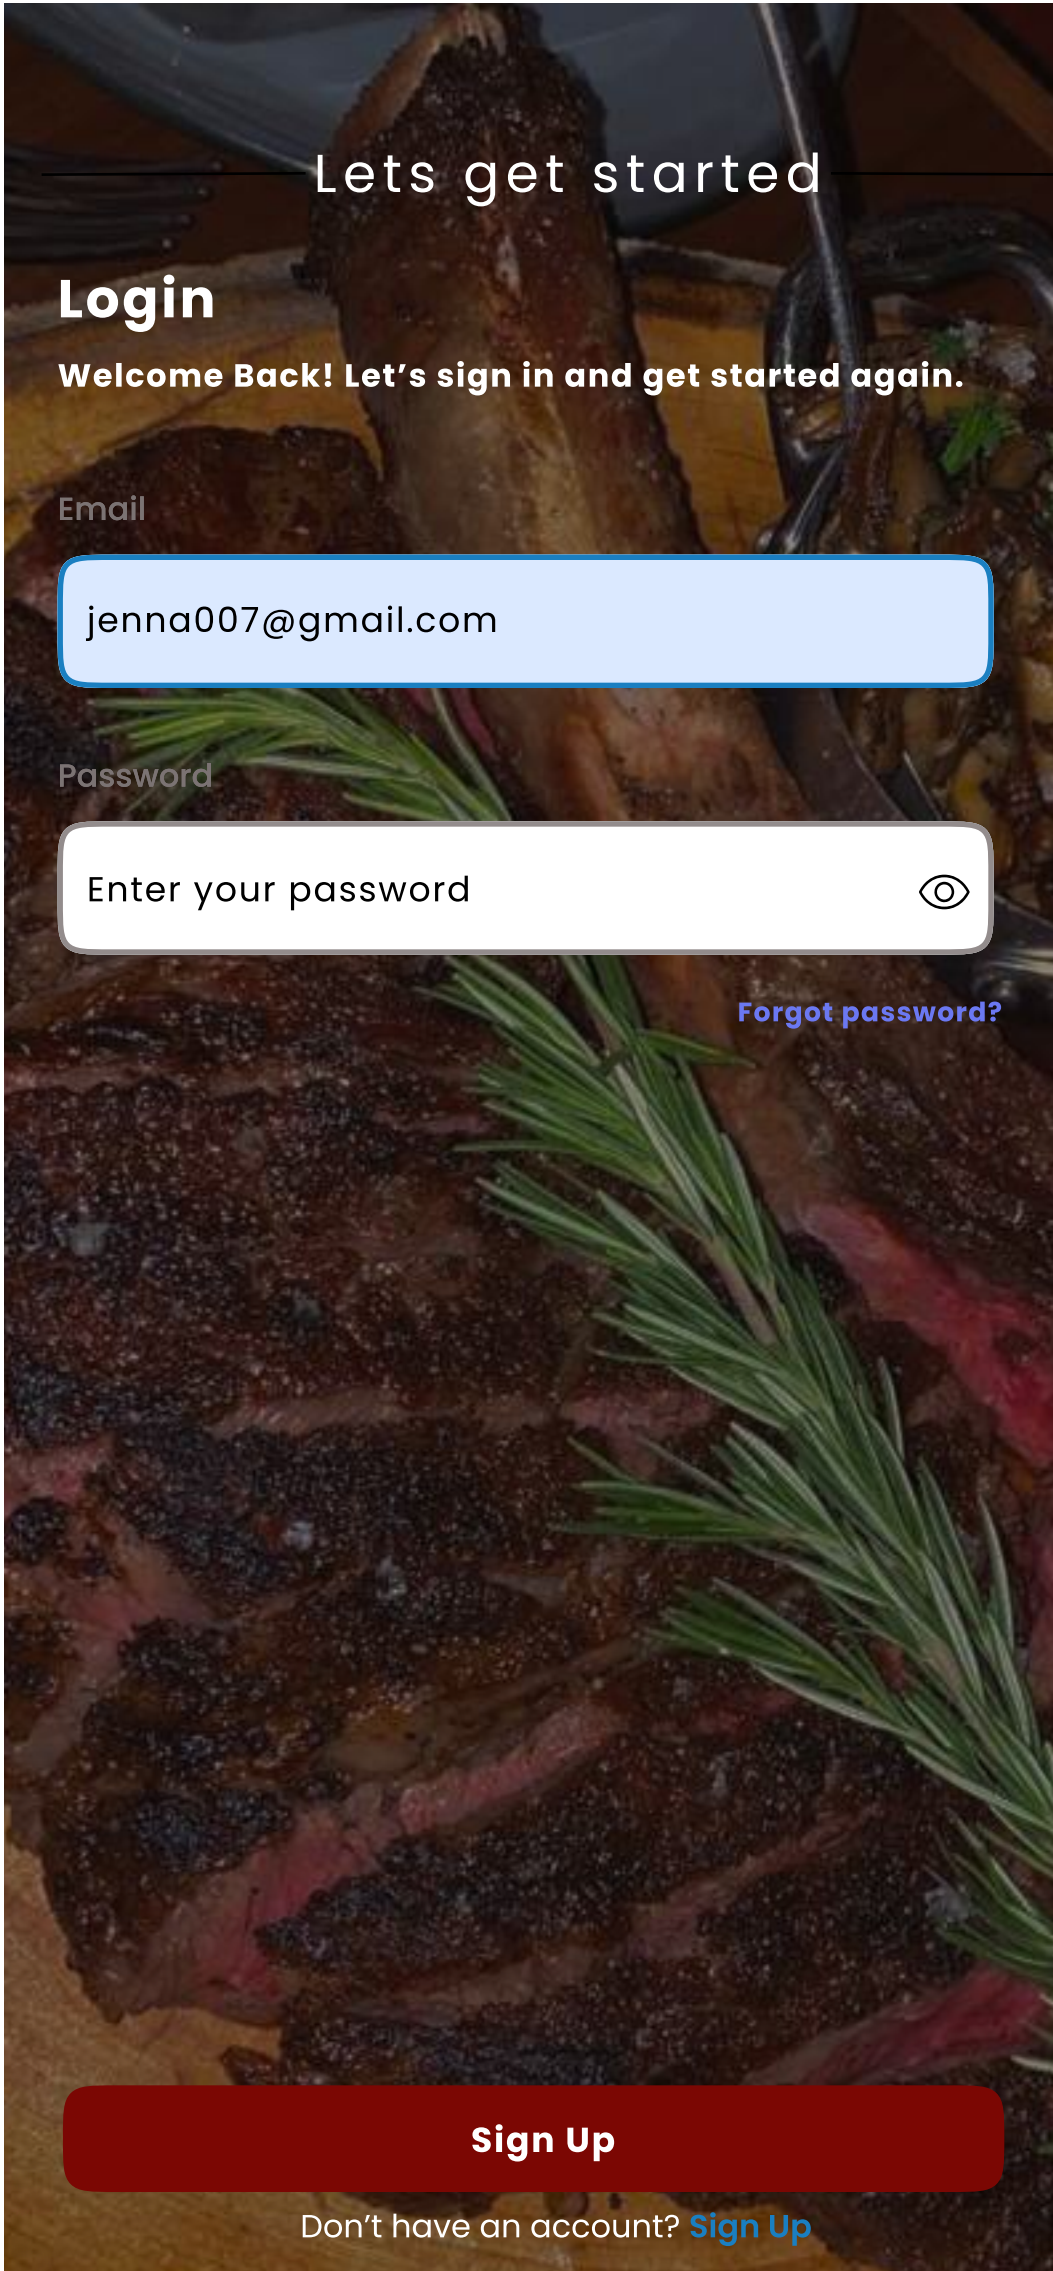 Lets get started
Login
Welcome Back! Let’s sign in and get started again.
Email
jenna007@gmail.com
Password
Enter your password
Forgot password?
Sign Up
Don’t have an account? Sign Up